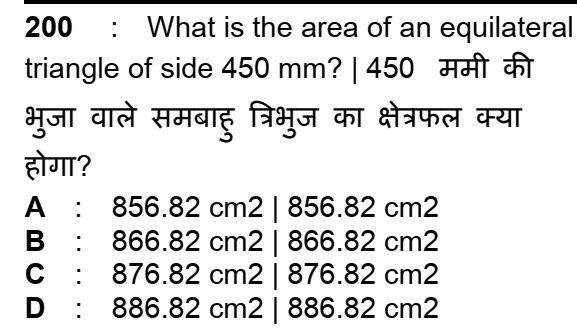 200 : What is the area of an equilateral
triangle of side 450 mm? | 450 ममी की
भुजा वाले समबाहु त्रिभुज का क्षेत्रफल क्या
होगा?
A : 856.82 cm2 | 856.82 cm2
B : 866.82 cm2 | 866.82 cm2
C : 876.82 cm2 | 876.82 cm2
D : 886.82 cm2 | 886.82 cm2